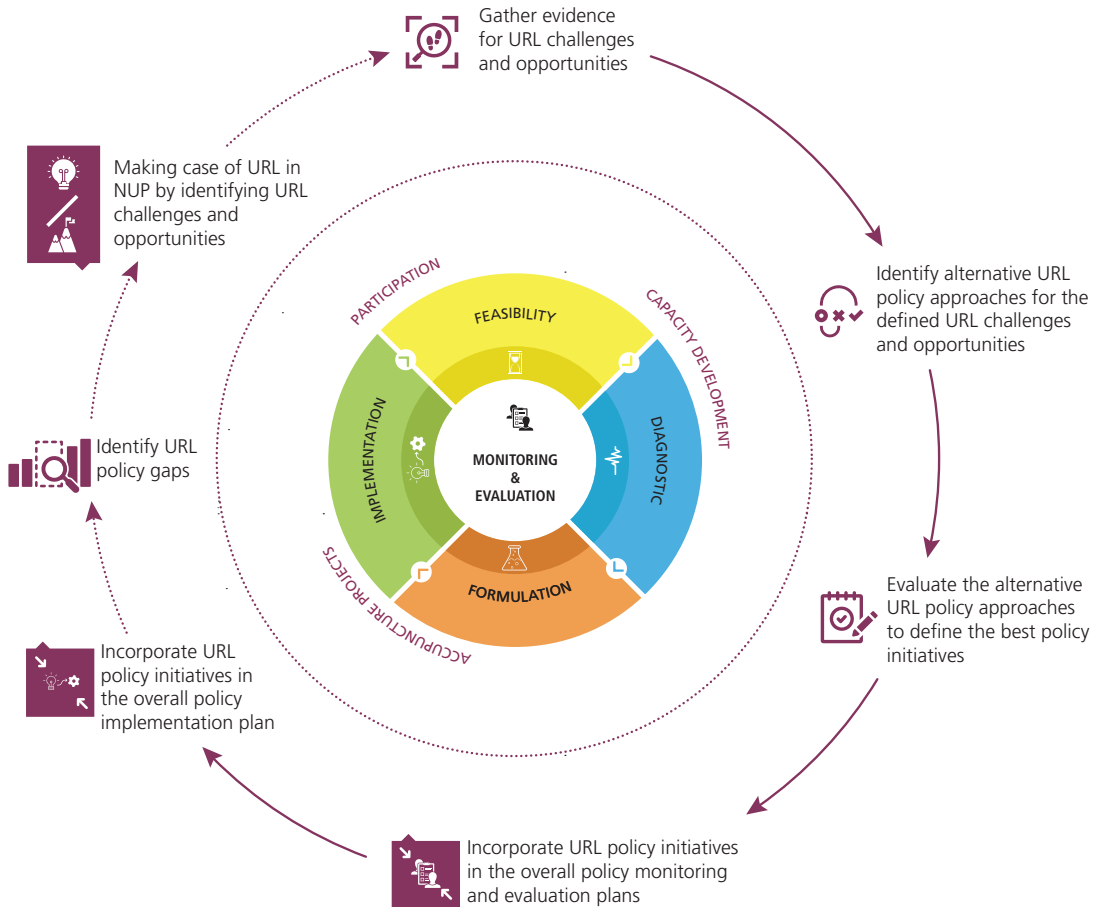 Gather evidence
for URL challenges
and opportunities
Making case of URL in
NUP by identifying URL
challenges and
opportunities
Identify alternative URL
policy approaches for the
defined URL challenges
and opportunities
PARTICIPATION
CAPACITY DEVELOPMENT
FEASIBILITY
IMPLEMENTATION
DIAGNOSTIC
MONITORING
&
EVALUATION
FORMULATION
ACCUPUNCTURE PROJECTS
Identify URL
policy gaps
Evaluate the alternative
URL policy approaches
to define the best policy
initiatives
Incorporate URL
policy initiatives in
the overall policy
implementation plan
Incorporate URL policy initiatives
in the overall policy monitoring
and evaluation plans